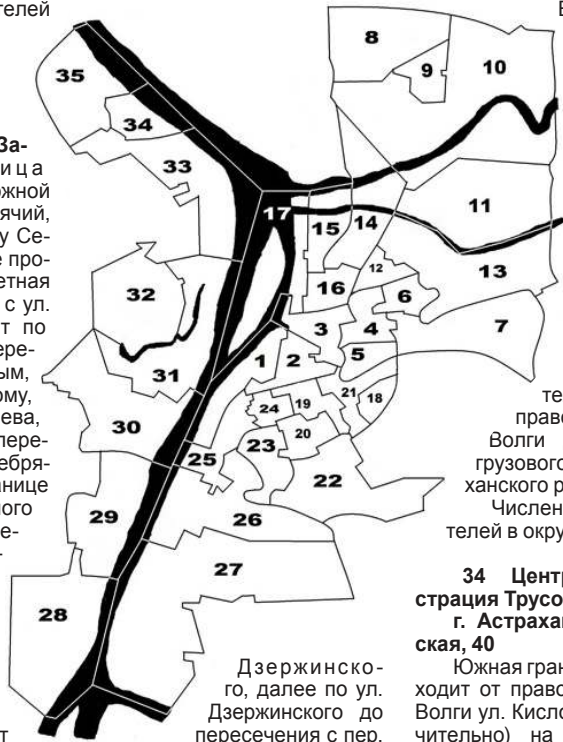 телей
За-
ица
ожной
ячий,
у Се-
е про-
етная
с ул.
т по
ере-
ым,
ому,
ева,
пере-
ебря-
анице
ного
е-
-
т
8
9
10
35
34
33
11
17
15
14
13
12
16
6
32
7
3
4
5
1
2
31
21
18
24
19
30
20
23
25
22
29
26
27
28
Дзержинско-
го, далее по ул.
Дзержинского до
пересечения с пер.
те
право
Волги
грузового
ханского р
Числен
телей в окру
34 Центр
страция Трусо
г. Астрахан
ская, 40
Южная гран
ходит от право
Волги ул. Кисло
чительно) на